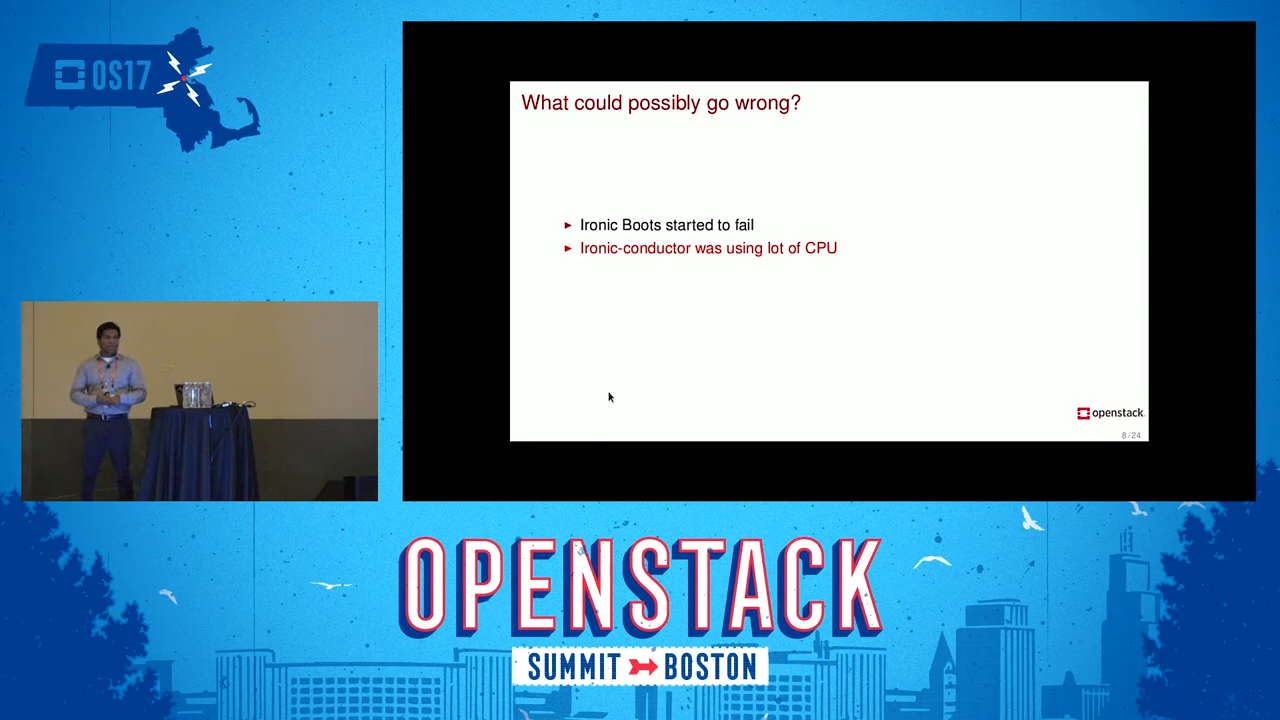 OS17
What could possibly go wrong?
Ironic Boots started to fail
Ironic-conductor was using lot of CPU
openstack
8/24
OPENSTACK
SUMMIT BOSTON